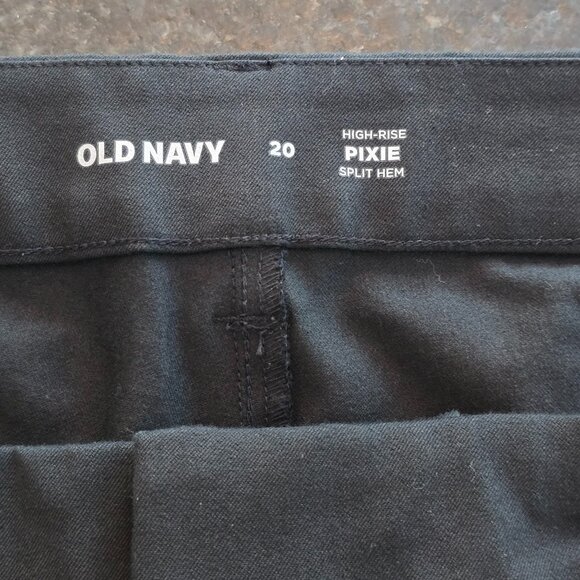 OLD NAVY
20
HIGH-RISE
PIXIE
SPLIT HEM